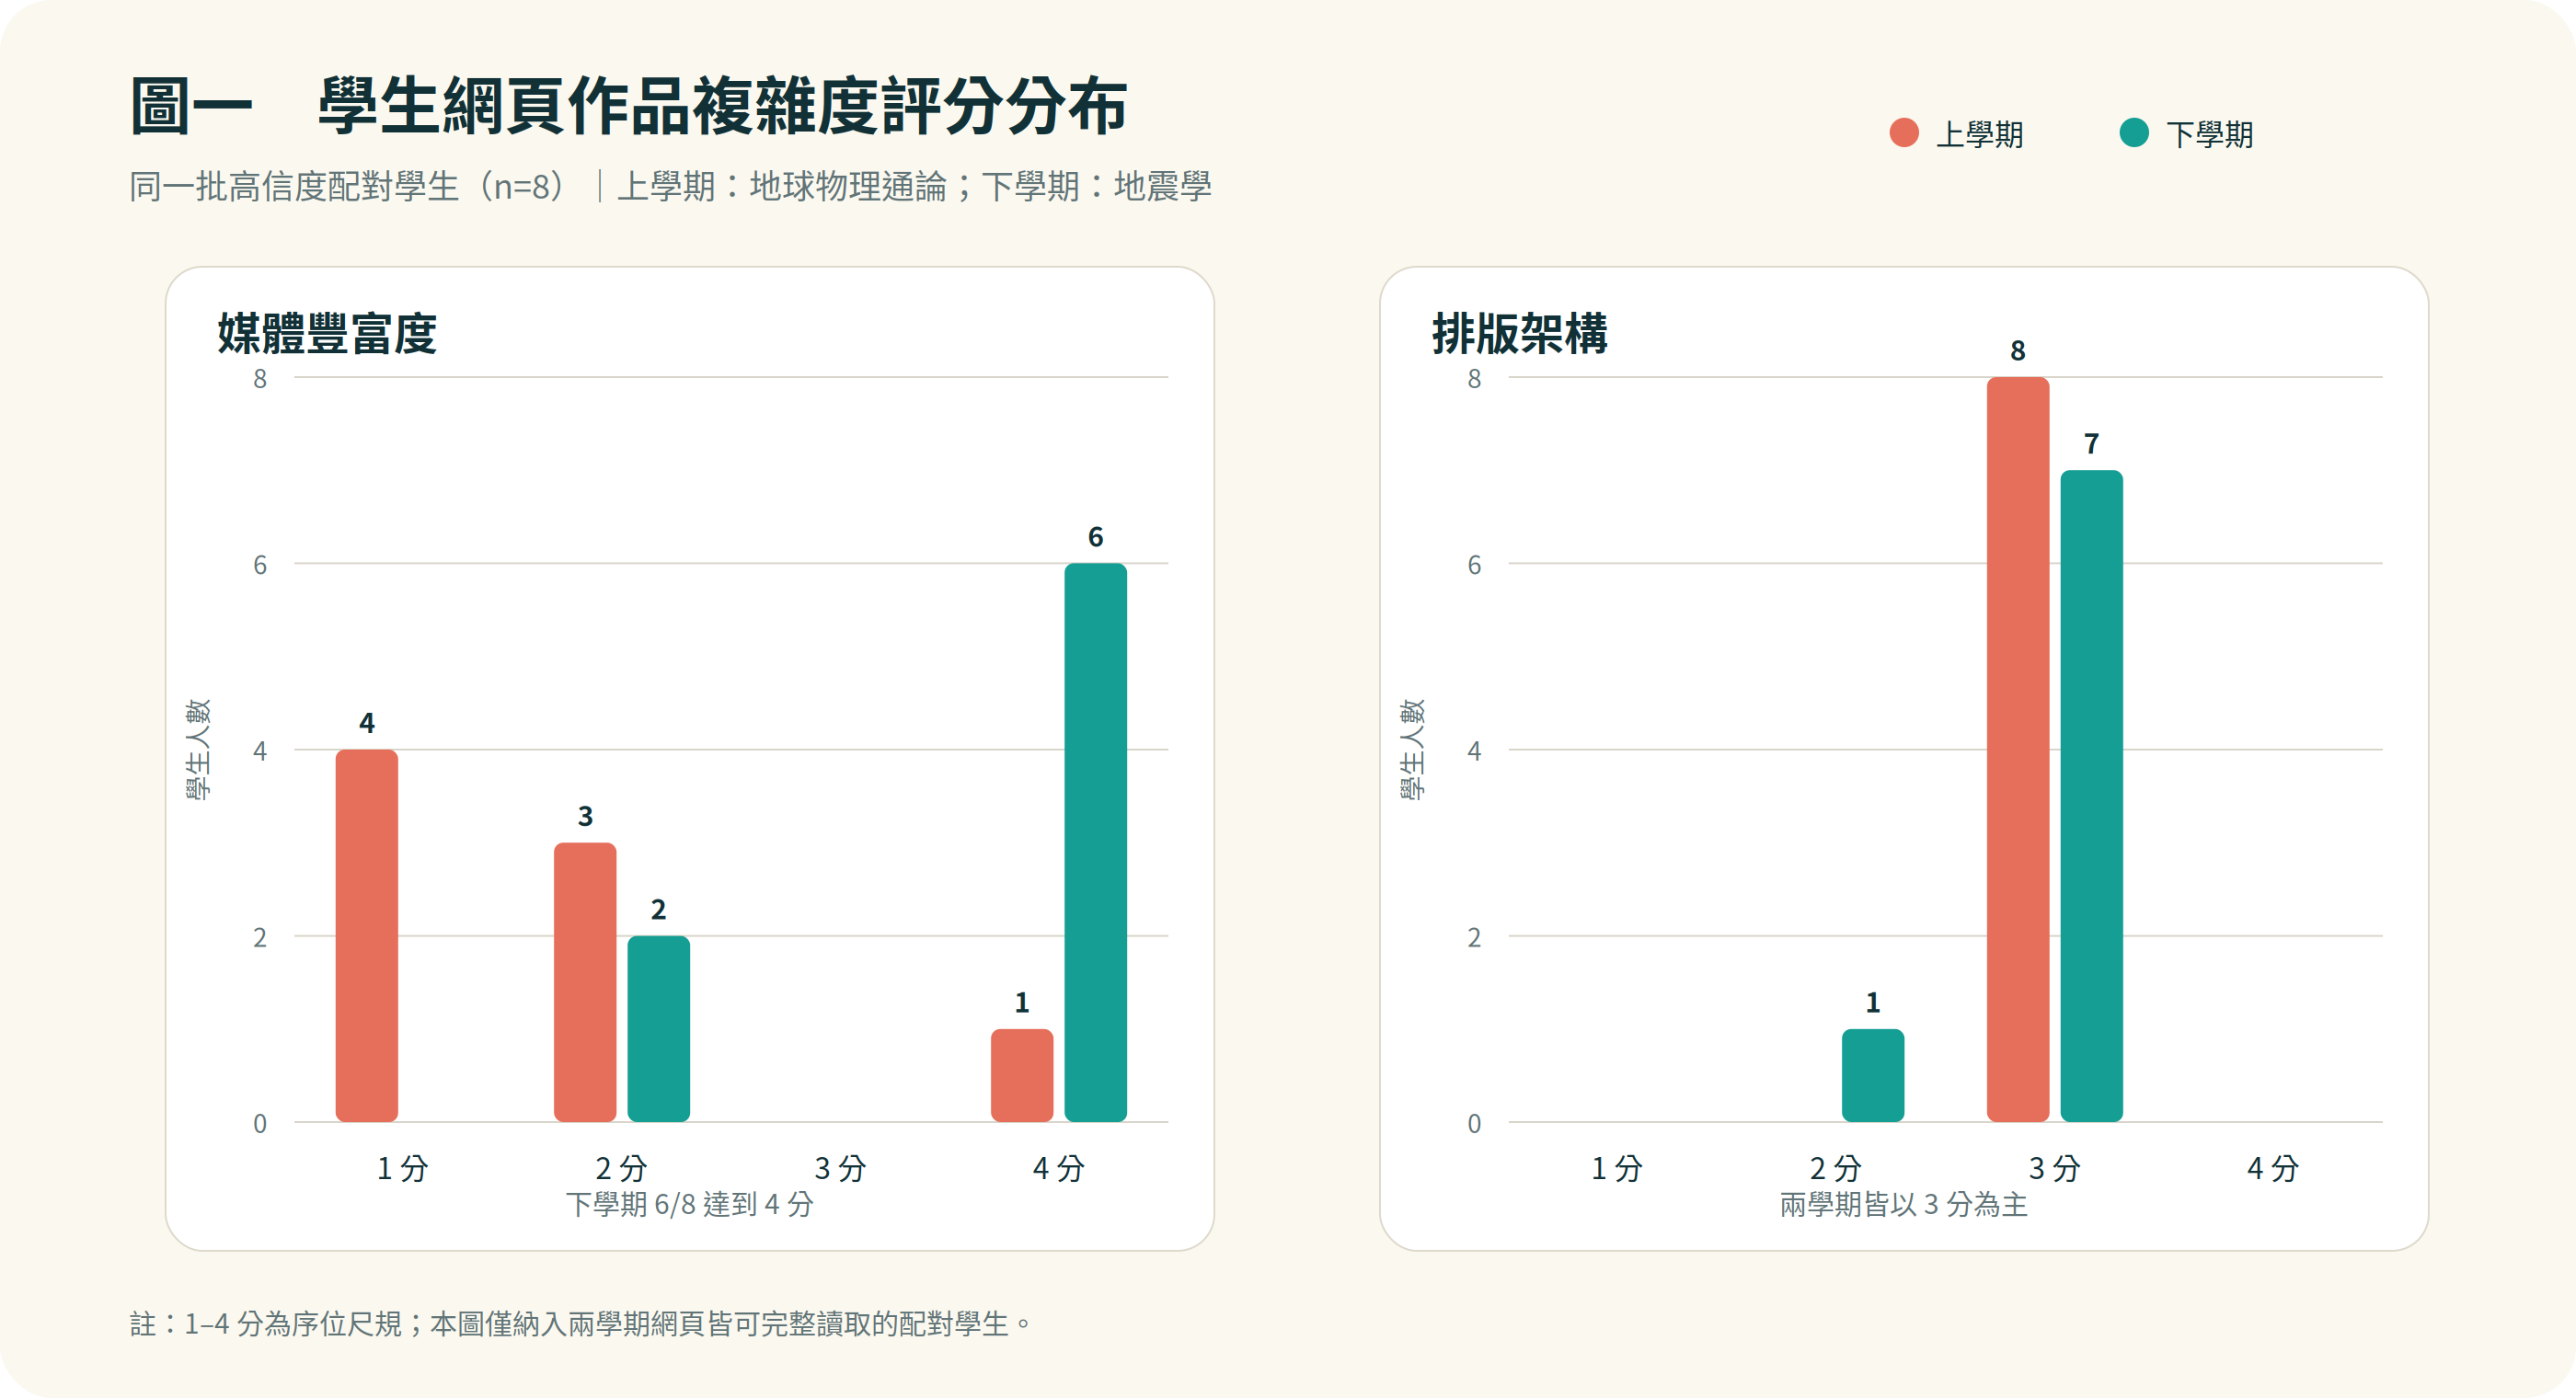 圖一　學生網頁作品複雜度評分分布
同一批高信度配對學生（n=8）｜上學期：地球物理通論；下學期：地震學
上學期
下學期
媒體豐富度
8
6
4
2
0
學生人數
4
3
2
1
6
1 分
2 分
3 分
4 分
下學期 6/8 達到 4 分
排版架構
8
6
4
2
0
學生人數
1
8
7
1 分
2 分
3 分
4 分
兩學期皆以 3 分為主
註：1–4 分為序位尺規；本圖僅納入兩學期網頁皆可完整讀取的配對學生。